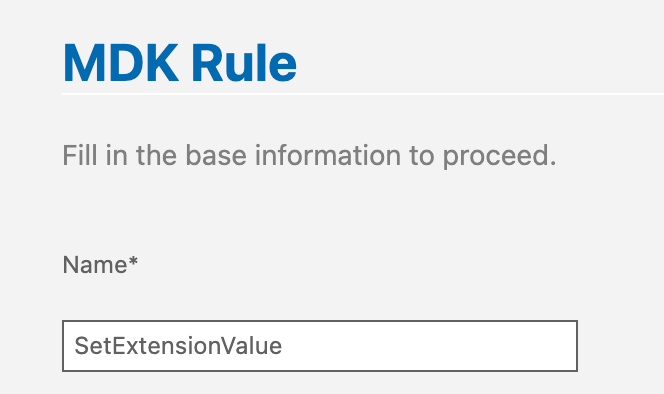 MDK Rule
Fill in the base information to proceed.
Name*
SetExtensionValue